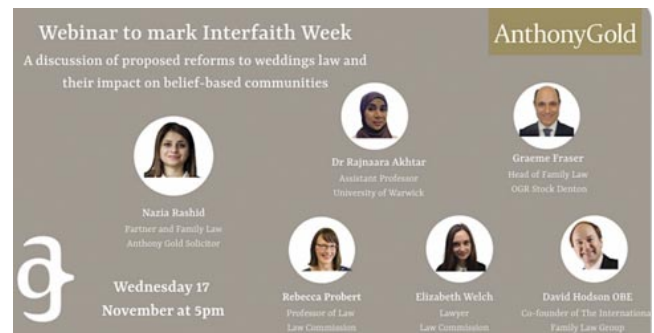 Webinar to mark Interfaith Week
A discussion of proposed reforms to weddings law and
their impact on belief-based communities
AnthonyGold
Nazia Rashid
Partner and Family Law
Anthony Gold Solicitor
Dr Rajnaara Akhtar
Assistant Professor
University of Warwick
Graeme Fraser
Head of Family Law
OGR Stock Denton
Wednesday 17
November at 5pm
Rebecca Probert
Professor of Law
Law Commission
Elizabeth Welch
Lawyer
Law Commission
David Hodson OBE
Co-founder of The Internationa
Family Law Group